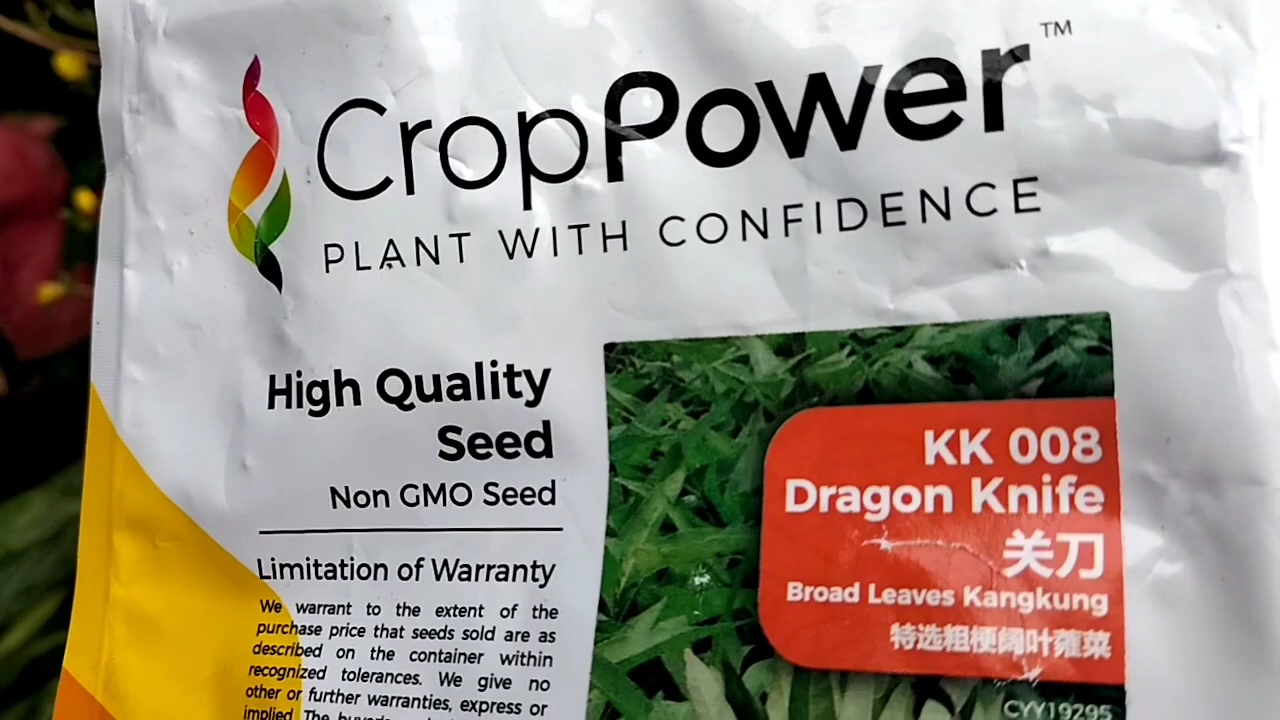 CropPower™
PLANT WITH CONFIDENCE
High Quality
Seed
Non GMO Seed
Limitation of Warranty
We warrant to the extent of the
purchase price that seeds sold are as
described on the container within
recognized tolerances. We give no
other or further warranties, express or
implied. The
KK 008
Dragon Knife
关刀
Broad Leaves Kangkung
特选粗梗阔叶蕹菜
CYY19295